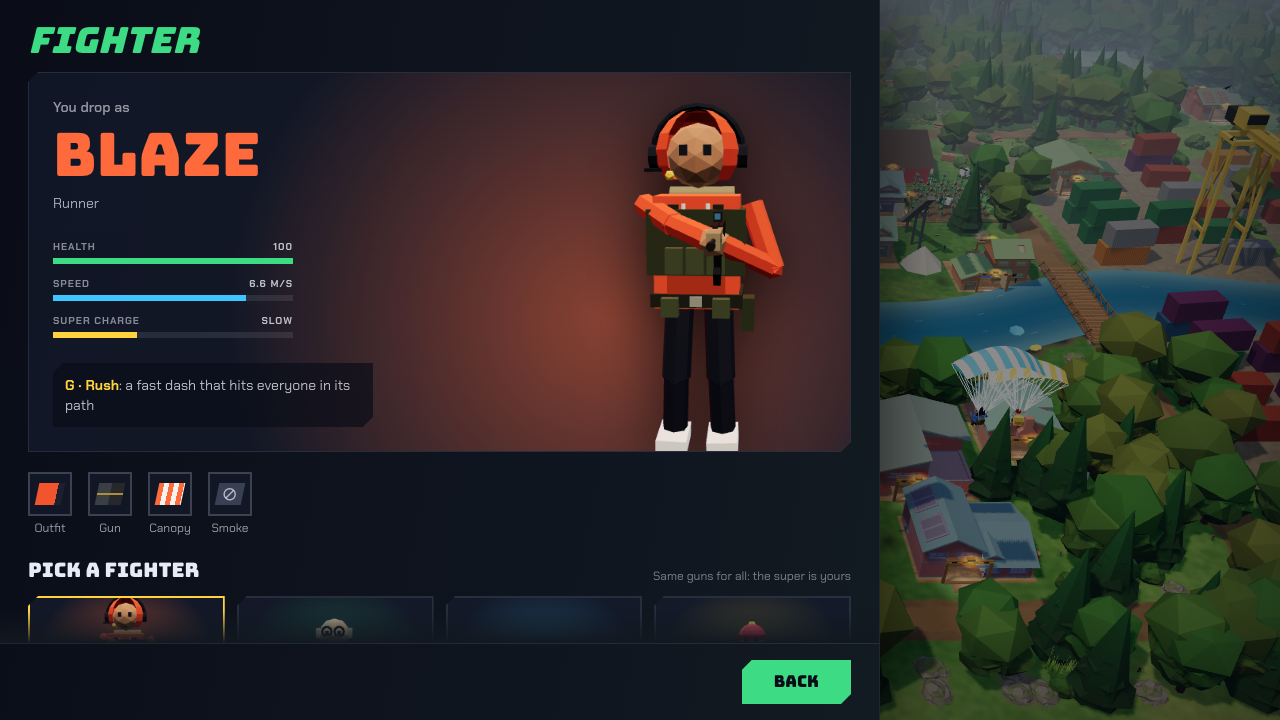 FIGHTER
You drop as
BLAZE
Runner
HEALTH 100
SPEED 6.6 M/S
SUPER CHARGE SLOW
G · Rush: a fast dash that hits everyone in its
path
Outfit Gun Canopy Smoke
PICK A FIGHTER
Same guns for all: the super is yours
BACK